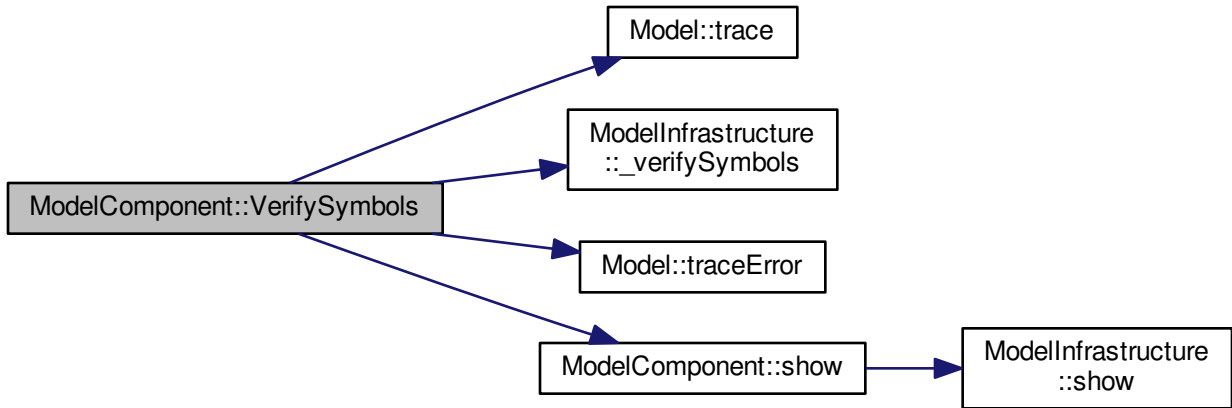 Model::trace
ModelInfrastructure
::_verifySymbols
ModelComponent::VerifySymbols
Model::traceError
ModelComponent::show
ModelInfrastructure
::show